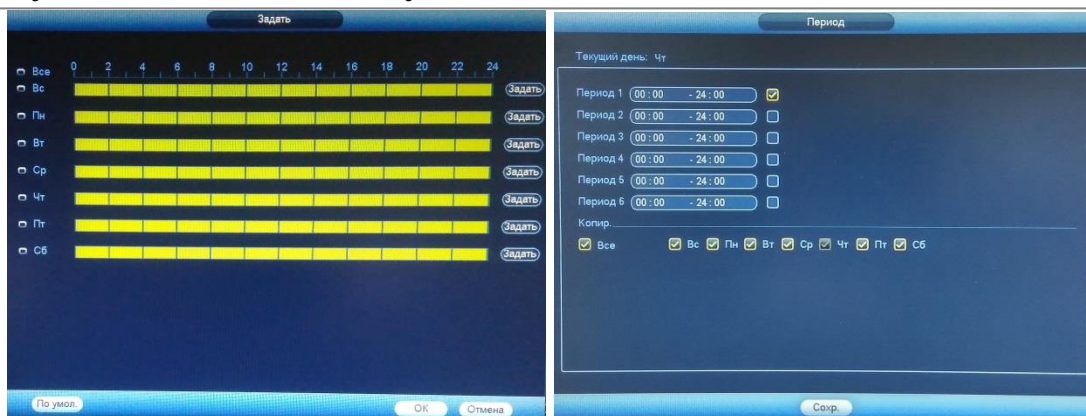 Задать
Все 0 2 4 6 8 10 12 14 16 18 20 22 24
Вс Задать
Пн Задать
Вт Задать
Ср Задать
Чт Задать
Пт Задать
Сб Задать
По умол. OK Отмена
Период
Текущий день: Чт
Период 1 00:00 - 24:00
Период 2 00:00 - 24:00
Период 3 00:00 - 24:00
Период 4 00:00 - 24:00
Период 5 00:00 - 24:00
Период 6 00:00 - 24:00
Копир.
Все Вс Пн Вт Ср Чт Пт Сб
Сохр.